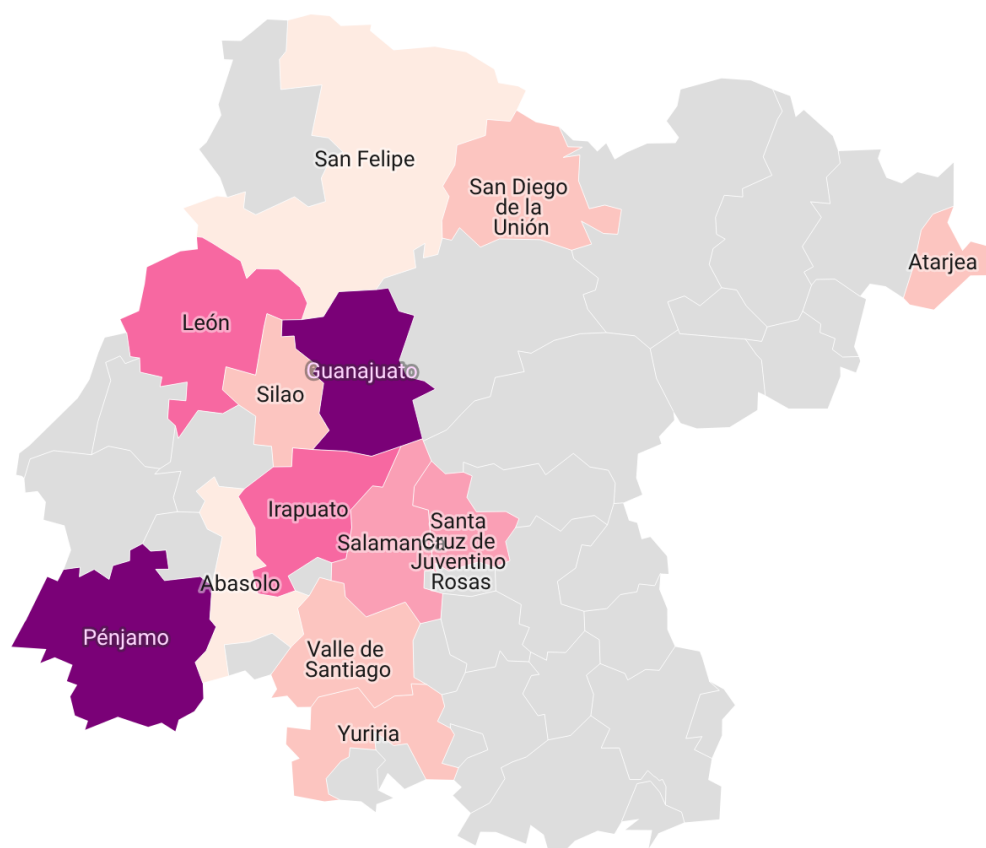 San Felipe
San Diego
de la
Unión
Atarjea
León
Guanajuato
Silao
Irapuato
Salamanca
Santa
Cruz de
Juventino
Rosas
Abasolo
Pénjamo
Valle de
Santiago
Yuriria